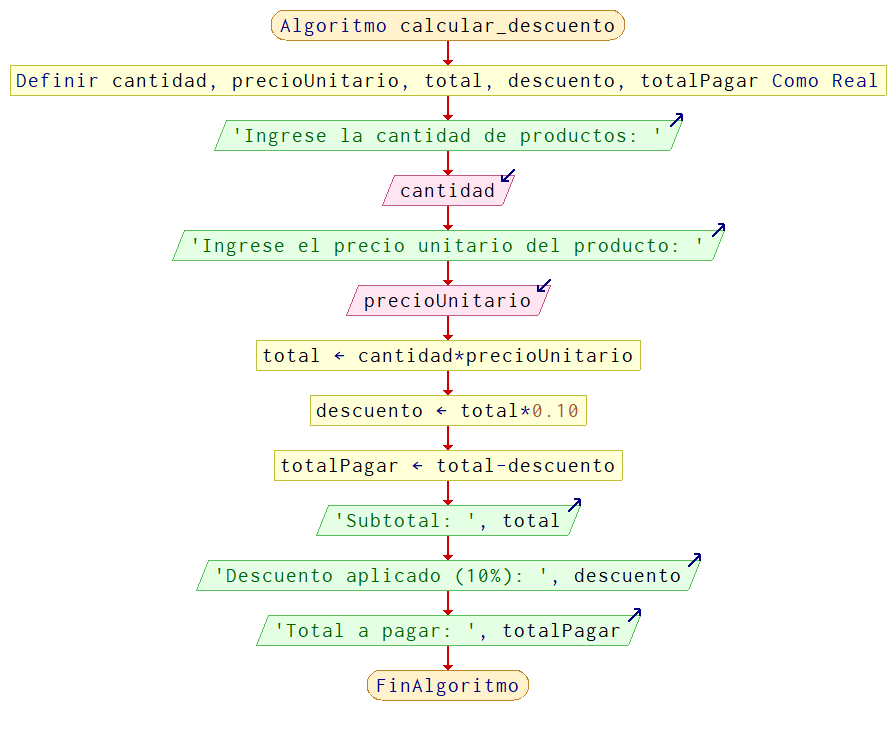 Algoritmo calcular_descuento
Definir cantidad, precioUnitario, total, descuento, totalPagar Como Real
'Ingrese la cantidad de productos: '
cantidad
'Ingrese el precio unitario del producto: '
precioUnitario
total ← cantidad*precioUnitario
descuento ← total*0.10
totalPagar ← total-descuento
'Subtotal: ', total
'Descuento aplicado (10%): ', descuento
'Total a pagar: ', totalPagar
FinAlgoritmo